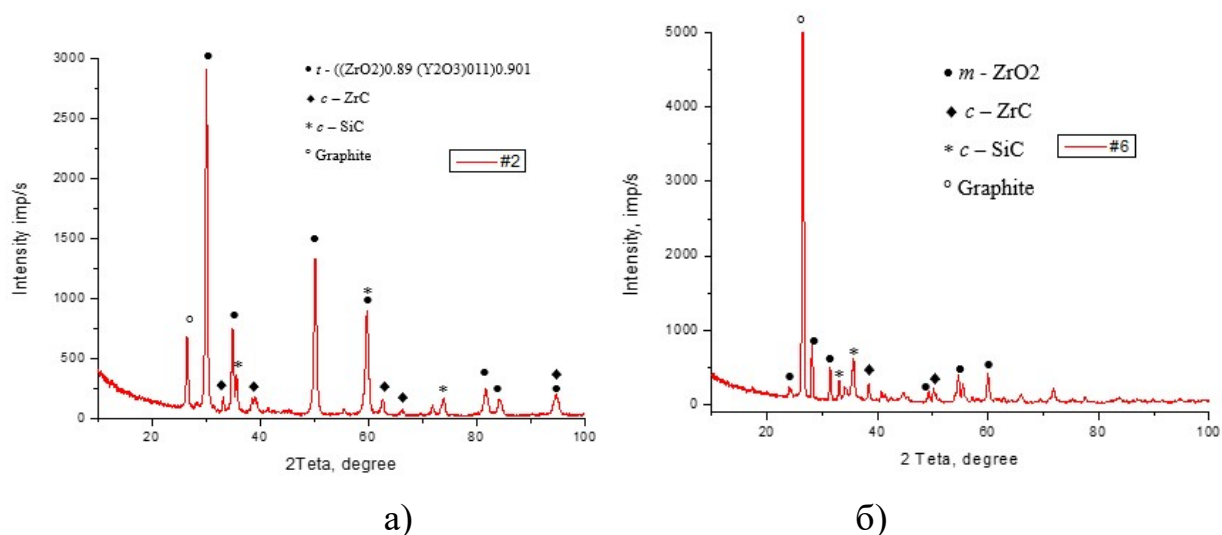 3000
2500
2000
1500
1000
500
0
20
40
60
80
100
Intensity imp/s
2Teta, degree
● t - ((ZrO2)0.89 (Y2O3)011)0.901
◆ c – ZrC
* c – SiC
° Graphite
#2
а)
5000
4000
3000
2000
1000
0
20
40
60
80
100
Intensity, imp/s
2 Teta, degree
● m - ZrO2
◆ c – ZrC
* c – SiC
° Graphite
#6
б)